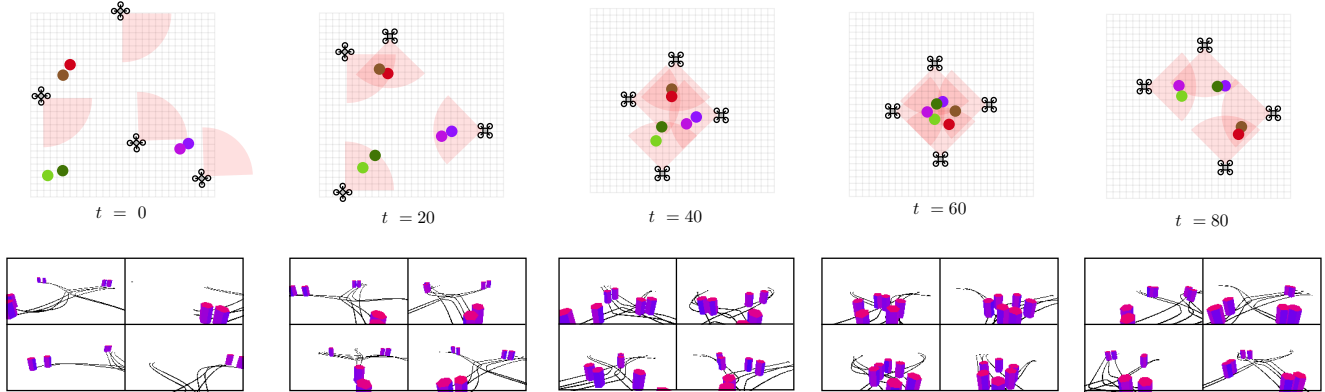 t = 0
t = 20
t = 40
t = 60
t = 80